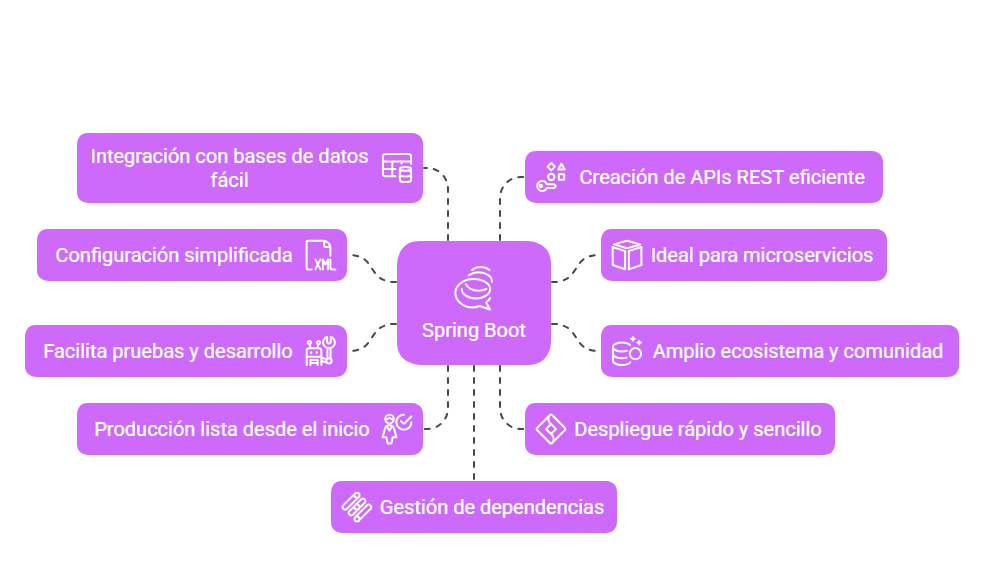 Integración con bases de datos
fácil
Creación de APIs REST eficiente
Configuración simplificada
XML
Ideal para microservicios
Spring Boot
Facilita pruebas y desarrollo
Amplio ecosistema y comunidad
Producción lista desde el inicio
Despliegue rápido y sencillo
Gestión de dependencias